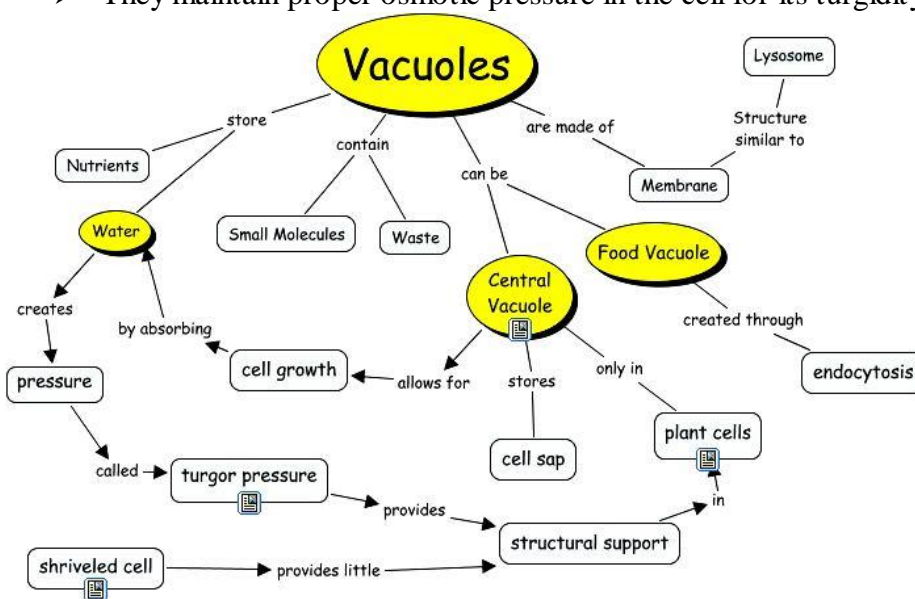 They maintain proper osmotic pressure in the cell for its turgidity
Vacuoles
Lysosome
store
are made of
Structure
similar to
contain
Nutrients
can be
Membrane
Water
Small Molecules
Waste
Food Vacuole
Central
Vacuole
creates
by absorbing
created through
pressure
cell growth
allows for
stores
only in
endocytosis
plant cells
cell sap
called
turgor pressure
provides
in
structural support
shriveled cell
provides little